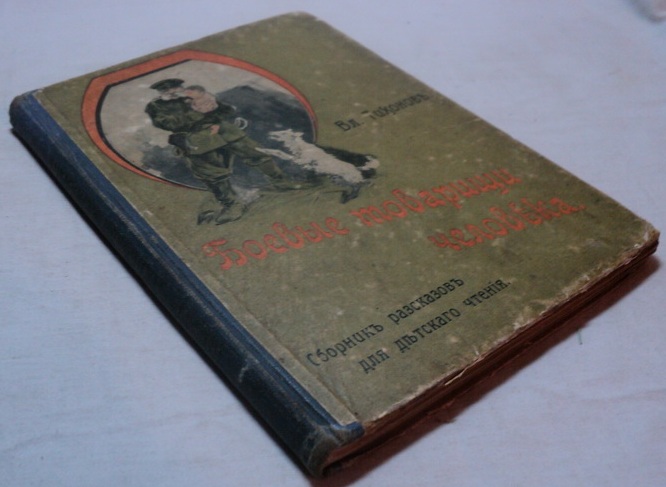 Вл. Тихоновъ
Боевые товарищи
человѣка.
Сборникъ разсказовъ
для дѣтскаго чтенія.